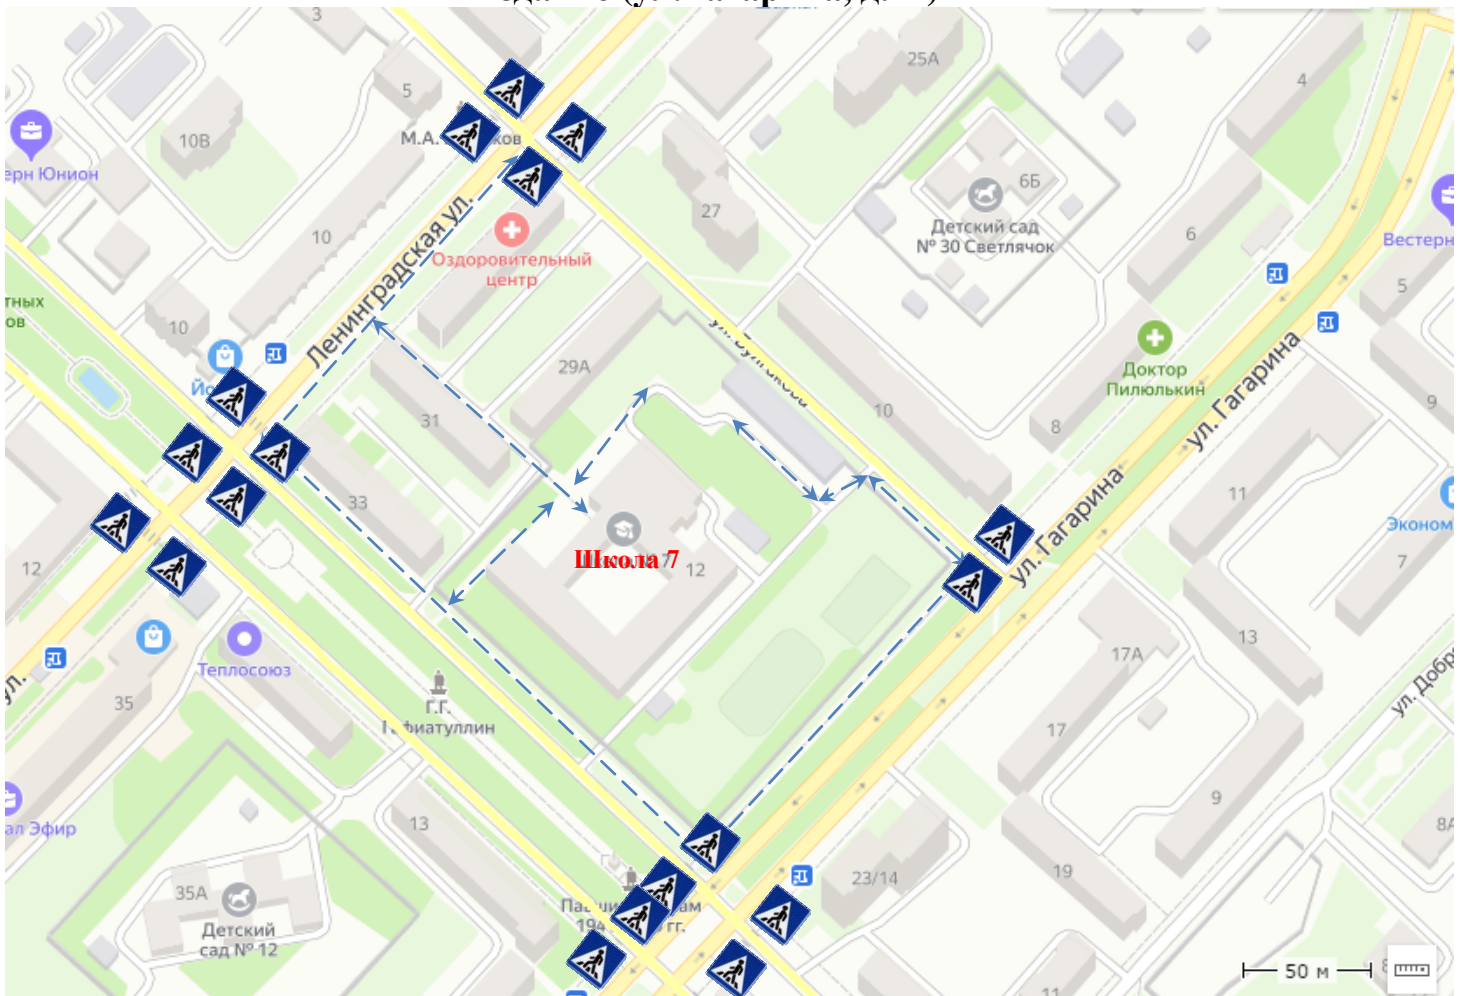 3
25А
4
5
10В
ерн Юнион
6Б
Детский сад
№ 30 Светлячок
27
6
Вестерн
10
Ленинградская ул.
Оздоровительный
центр
5
тных
ов
10
29А
Доктор
Пилюлькин
ул. Гагарина
9
10
8
31
33
11
Эконом
ул. Гагарина
Школа 7
12
7
12
13
17А
Теплосоюз
35
Г.Г.
17
ул. Добр
ул.
9
ал Эфир
13
8А
23/14
19
35А
Детский
сад № 12
50 м
11